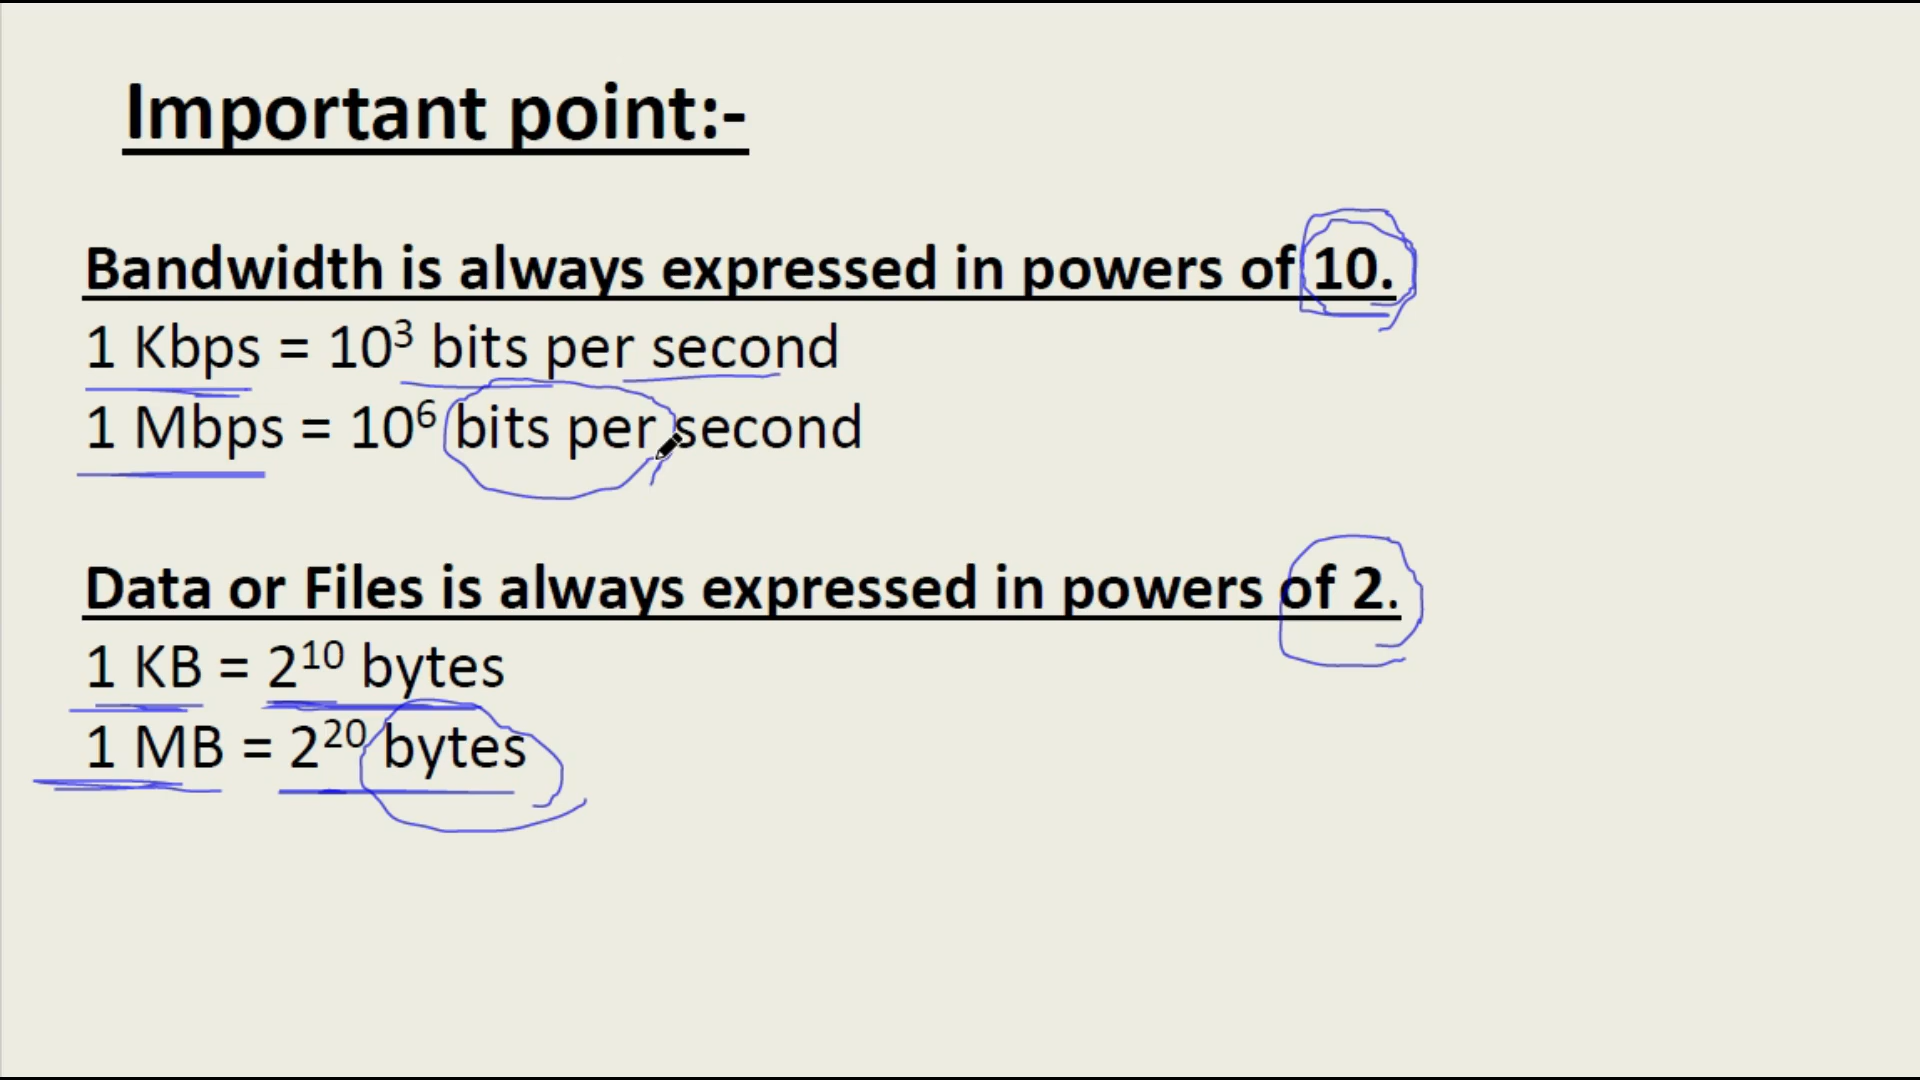 Important point:-
Bandwidth is always expressed in powers of 10.
1 Kbps = 10³ bits per second
1 Mbps = 10⁶ bits per second
Data or Files is always expressed in powers of 2.
1 KB = 2¹⁰ bytes
1 MB = 2²⁰ bytes